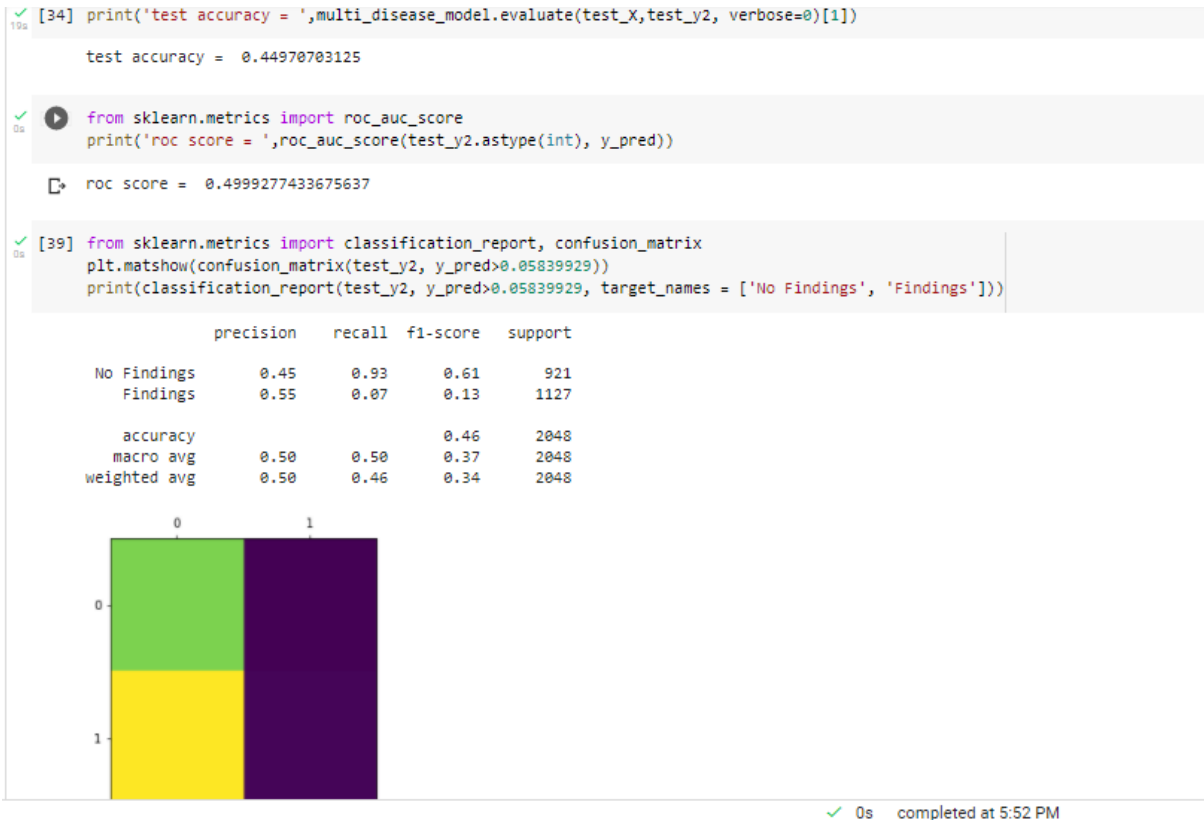 [34] print('test accuracy = ',multi_disease_model.evaluate(test_X,test_y2, verbose=0)[1])
19s
test accuracy =  0.44970703125
from sklearn.metrics import roc_auc_score
0s
print('roc score = ',roc_auc_score(test_y2.astype(int), y_pred))
roc score =  0.4999277433675637
[39] from sklearn.metrics import classification_report, confusion_matrix
0s
plt.matshow(confusion_matrix(test_y2, y_pred>0.05839929))
print(classification_report(test_y2, y_pred>0.05839929, target_names = ['No Findings', 'Findings']))
precision    recall  f1-score   support
No Findings       0.45      0.93      0.61       921
Findings       0.55      0.07      0.13      1127
accuracy                           0.46      2048
macro avg       0.50      0.50      0.37      2048
weighted avg       0.50      0.46      0.34      2048
0 1
0
1
0s completed at 5:52 PM